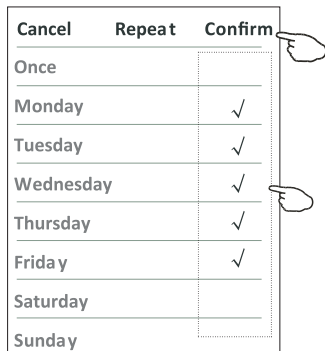 Cancel Repeat Confirm
Once
Monday √
Tuesday √
Wednesday √
Thursday √
Friday √
Saturday
Sunday